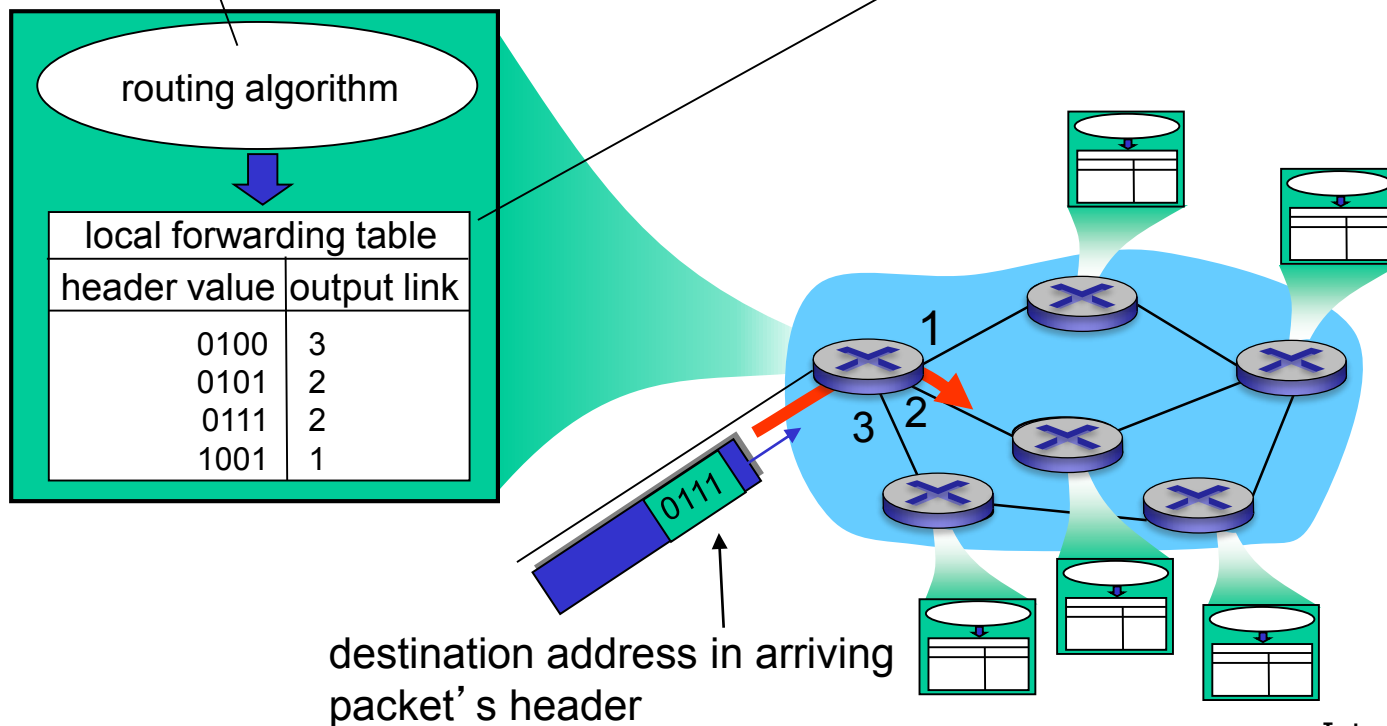 routing algorithm
local forwarding table
header value output link
0100 3
0101 2
0111 2
1001 1
1
2
3
0111
destination address in arriving
packet’s header